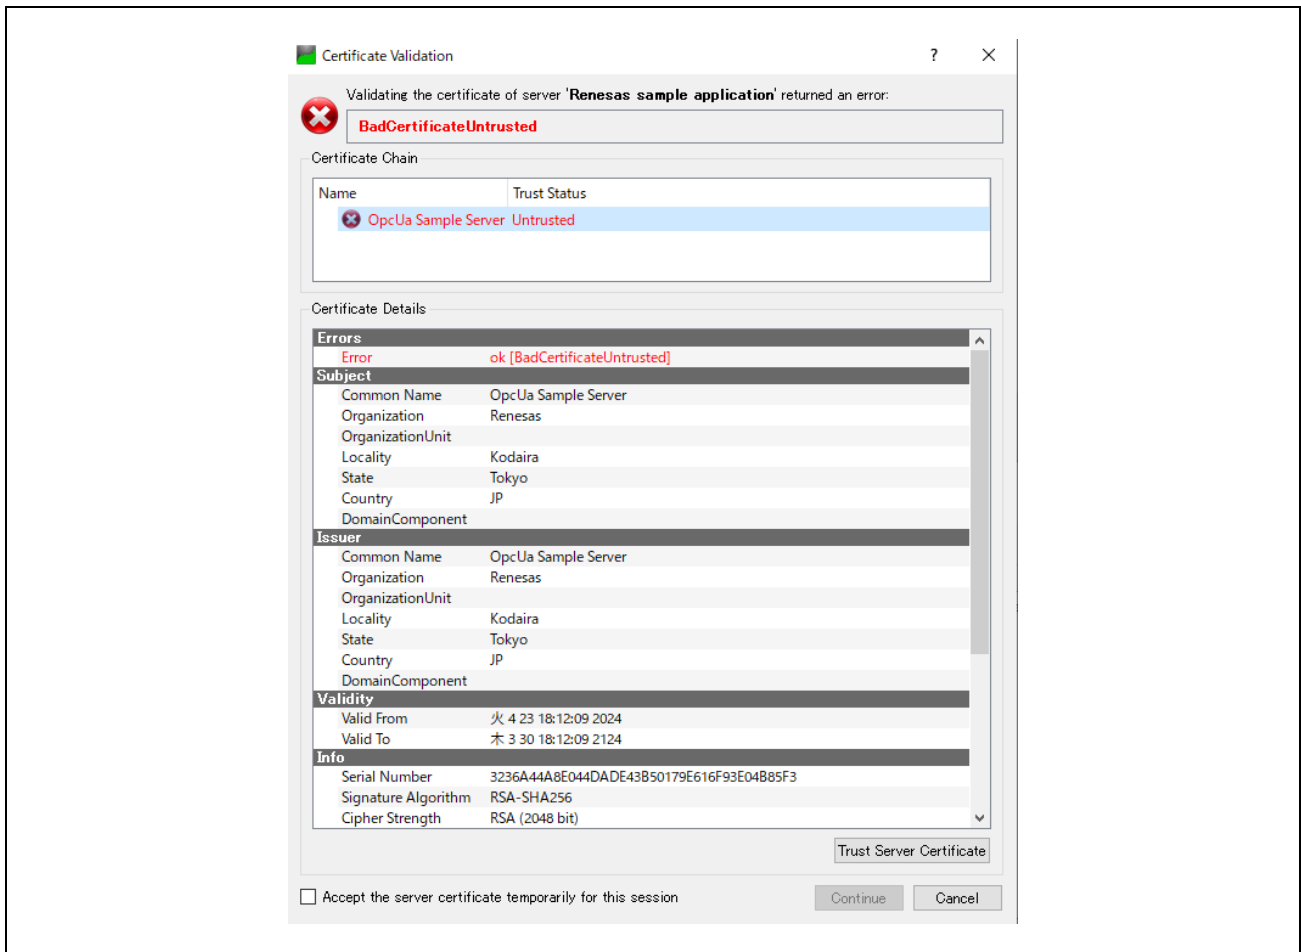 Certificate Validation ?
Validating the certificate of server 'Renesas sample application' returned an error:
BadCertificateUntrusted
Certificate Chain
Name Trust Status
OpcUa Sample Server Untrusted
Certificate Details
Errors
Error ok [BadCertificateUntrusted]
Subject
Common Name OpcUa Sample Server
Organization Renesas
OrganizationUnit
Locality Kodaira
State Tokyo
Country JP
DomainComponent
Issuer
Common Name OpcUa Sample Server
Organization Renesas
OrganizationUnit
Locality Kodaira
State Tokyo
Country JP
DomainComponent
Validity
Valid From 火 4 23 18:12:09 2024
Valid To 木 3 30 18:12:09 2124
Info
Serial Number 3236A44A8E044DADE43B50179E616F93E04B85F3
Signature Algorithm RSA-SHA256
Cipher Strength RSA (2048 bit)
Trust Server Certificate
Accept the server certificate temporarily for this session Continue Cancel